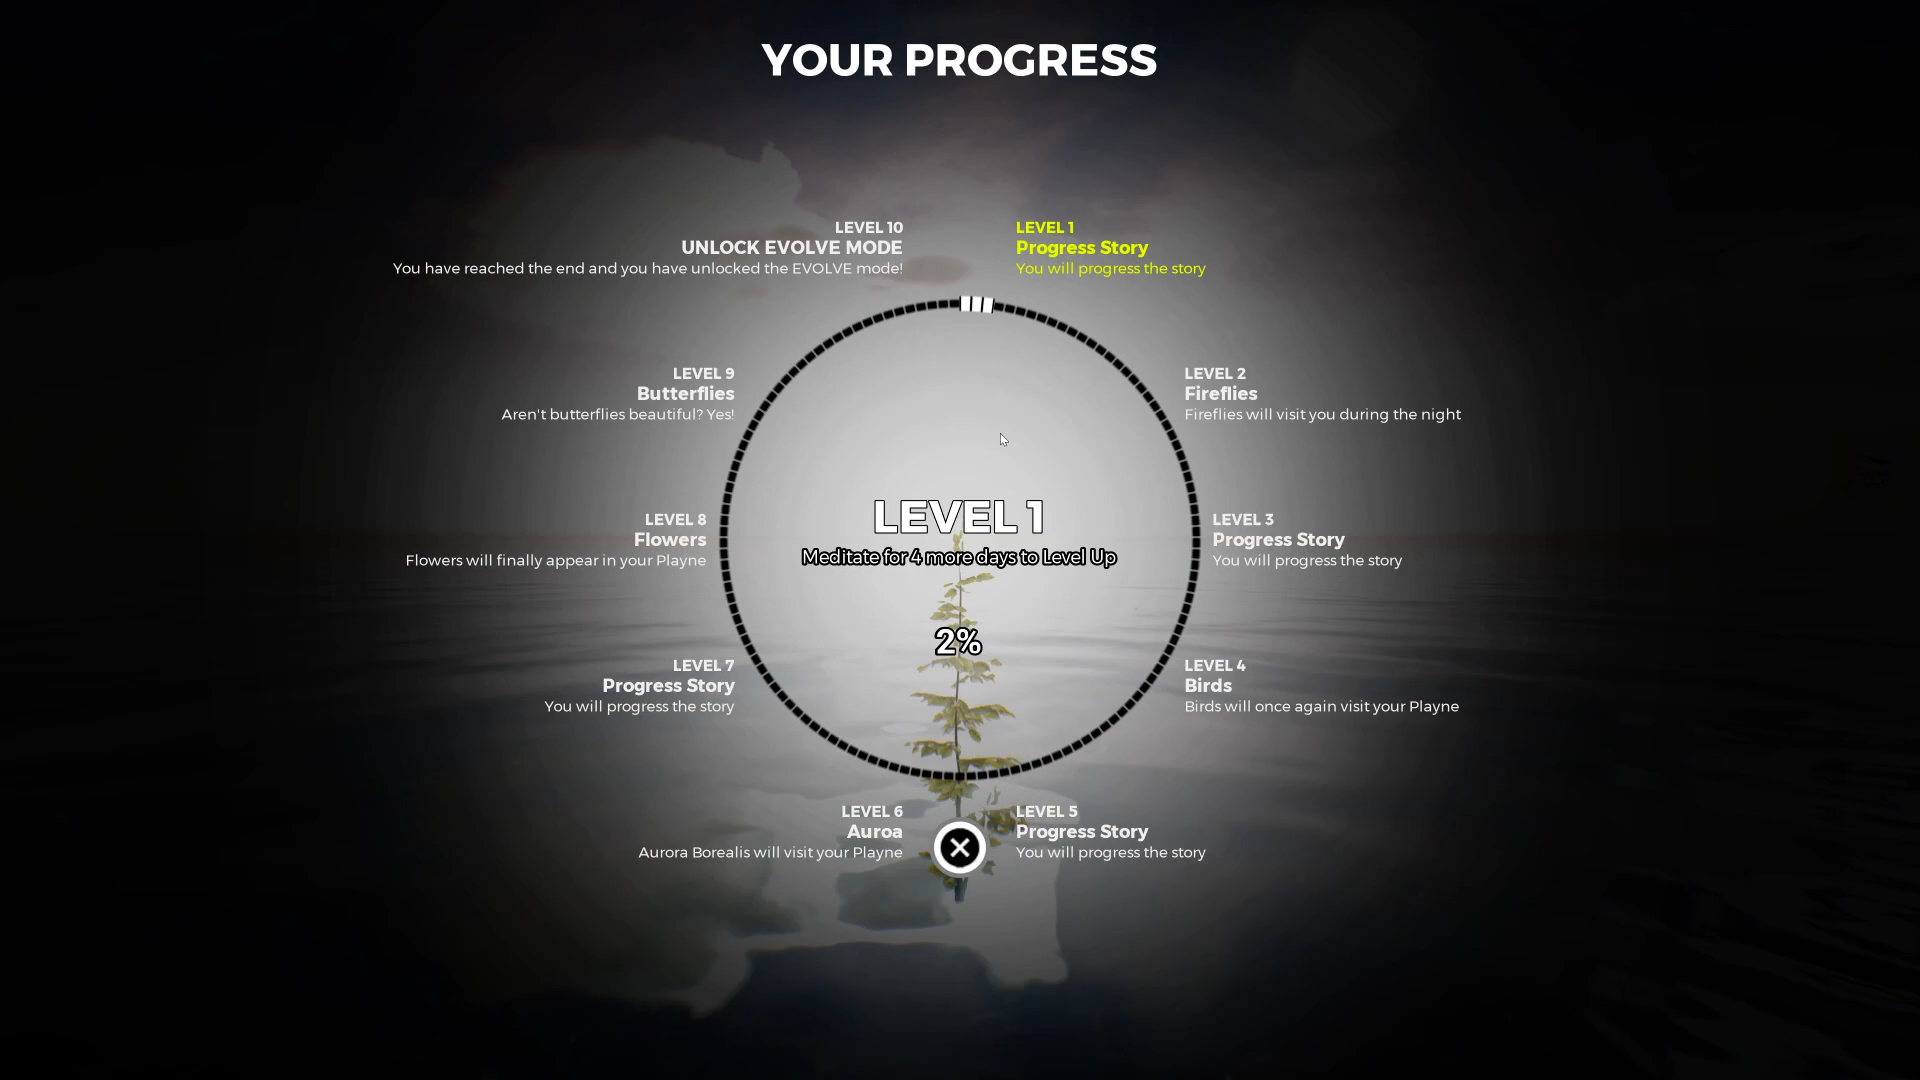 YOUR PROGRESS
LEVEL 10
UNLOCK EVOLVE MODE
You have reached the end and you have unlocked the EVOLVE mode!
LEVEL 1
Progress Story
You will progress the story
LEVEL 9
Butterflies
Aren't butterflies beautiful? Yes!
LEVEL 2
Fireflies
Fireflies will visit you during the night
LEVEL 8
Flowers
Flowers will finally appear in your Playne
LEVEL 1
Meditate for 4 more days to Level Up
2%
LEVEL 3
Progress Story
You will progress the story
LEVEL 7
Progress Story
You will progress the story
LEVEL 4
Birds
Birds will once again visit your Playne
LEVEL 6
Auroa
Aurora Borealis will visit your Playne
LEVEL 5
Progress Story
You will progress the story